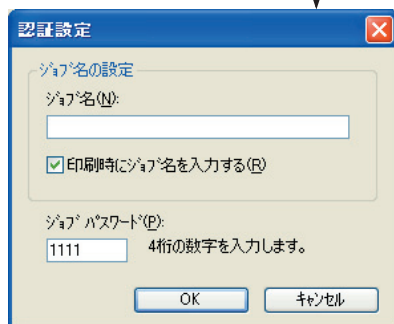 認証設定
ジョブ名の設定
ジョブ名(N):
印刷時にジョブ名を入力する(R)
ジョブ パスワード(P):
1111 4桁の数字を入力します。
OK キャンセル